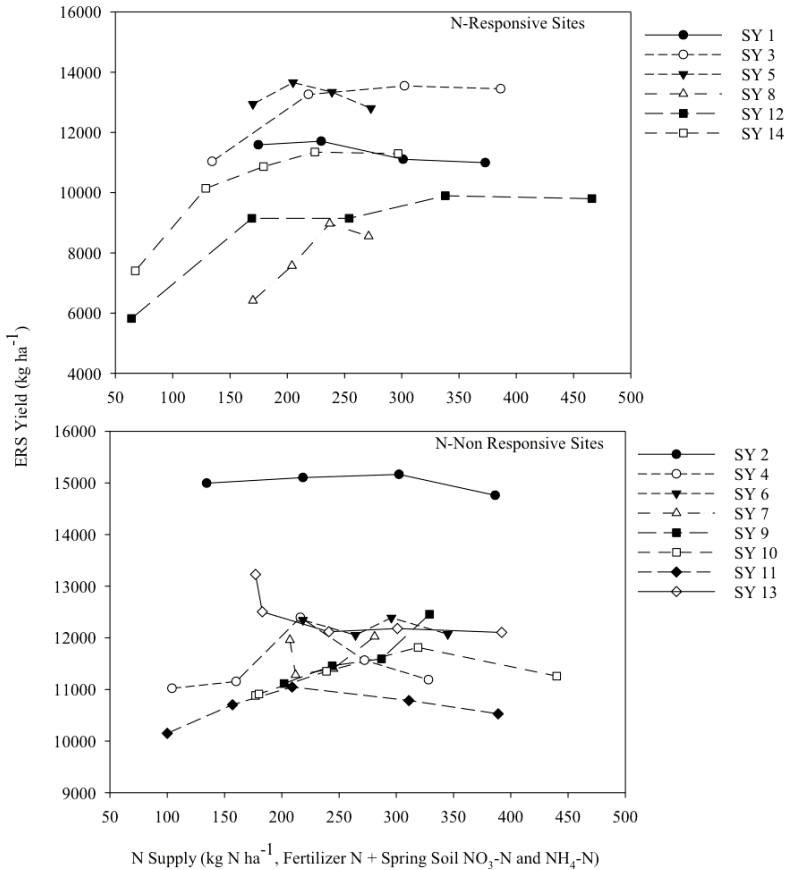 N-Responsive Sites
16000
14000
12000
10000
8000
6000
4000
50 100 150 200 250 300 350 400 450 500
SY 1
SY 3
SY 5
SY 8
SY 12
SY 14
ERS Yield (kg ha⁻¹)
N-Non Responsive Sites
16000
15000
14000
13000
12000
11000
10000
9000
50 100 150 200 250 300 350 400 450 500
SY 2
SY 4
SY 6
SY 7
SY 9
SY 10
SY 11
SY 13
N Supply (kg N ha⁻¹, Fertilizer N + Spring Soil NO₃-N and NH₄-N)